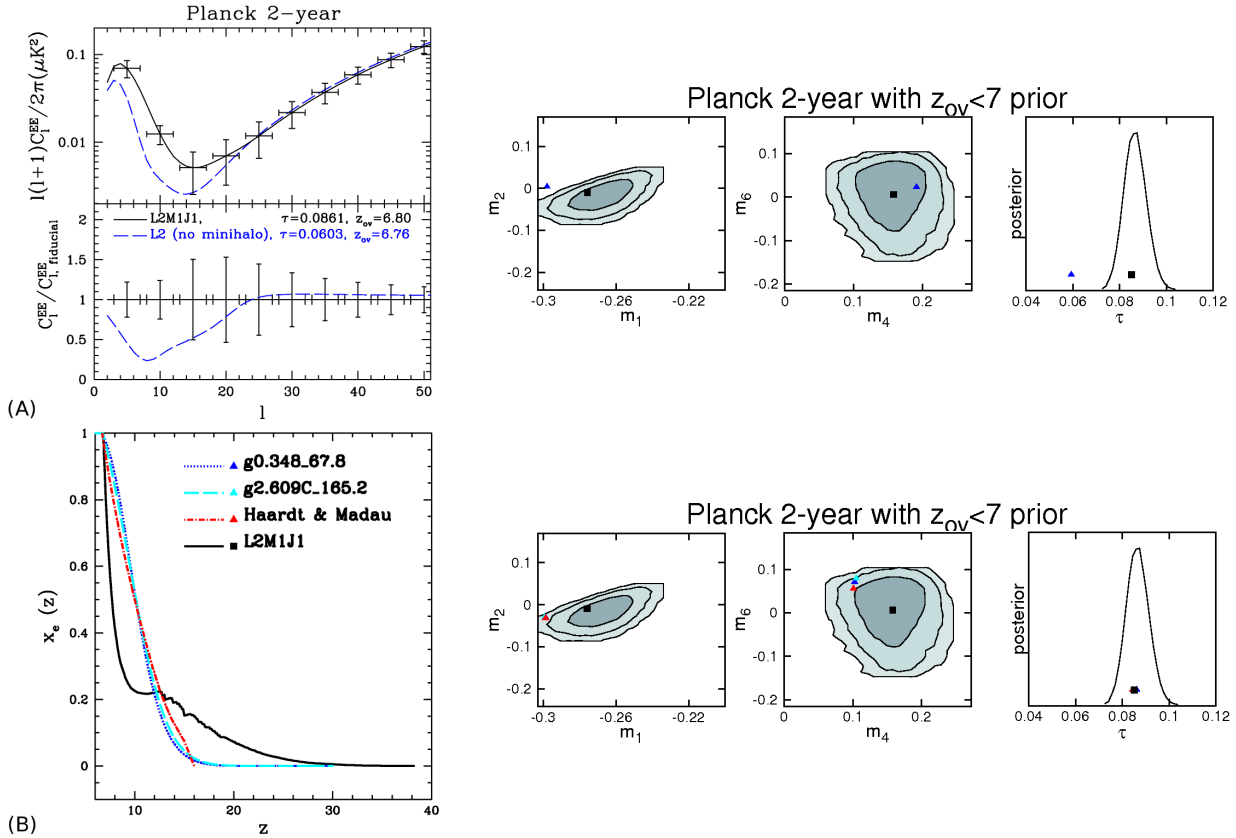 Planck 2-year
l(l+1)C_l^EE/2π(μK²)
0.1
0.01
L2M1J1, τ=0.0861, z_ov=6.80
L2 (no minihalo), τ=0.0603, z_ov=6.76
C_l^EE/C_l, fiducial^EE
2
1.5
1
0.5
0
0 10 20 30 40 50
l
(A)
Planck 2-year with z_ov<7 prior
m_2
0.2
0.1
0
-0.1
-0.2
-0.3 -0.26 -0.22
m_1
m_6
0.2
0.1
0
-0.1
-0.2
0 0.1 0.2
m_4
posterior
0.04 0.06 0.08 0.1 0.12
τ
x_e (z)
1
0.8
0.6
0.4
0.2
0
g0.348_67.8
g2.609C_165.2
Haardt & Madau
L2M1J1
10 20 30 40
z
(B)
Planck 2-year with z_ov<7 prior
m_2
0.2
0.1
0
-0.1
-0.2
-0.3 -0.26 -0.22
m_1
m_6
0.2
0.1
0
-0.1
-0.2
0 0.1 0.2
m_4
posterior
0.04 0.06 0.08 0.1 0.12
τ